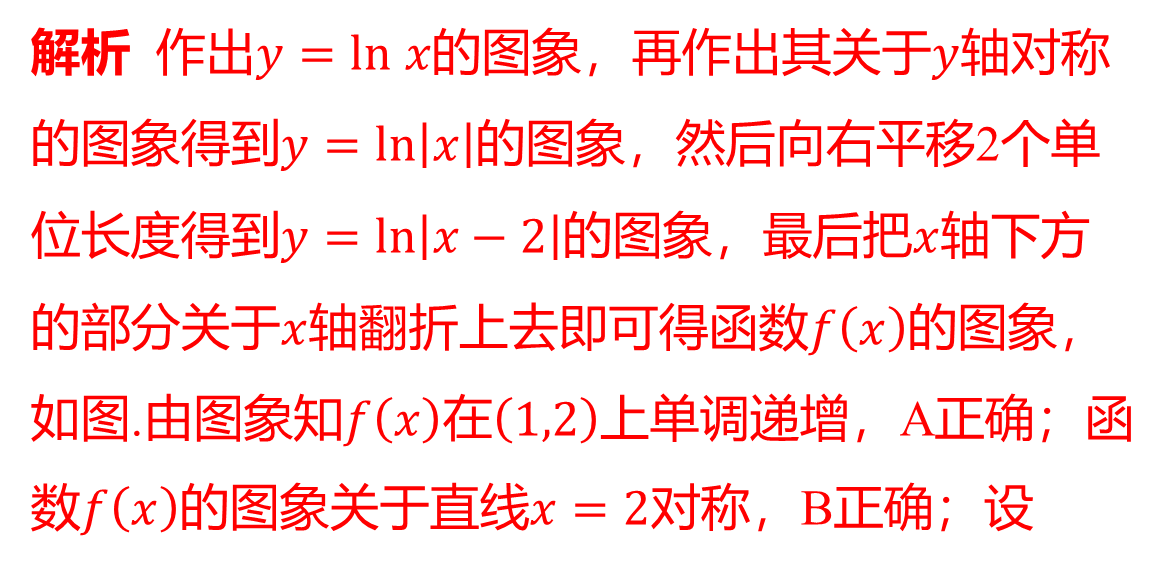 解析 作出y = ln x的图象，再作出其关于y轴对称
的图象得到y = ln|x|的图象，然后向右平移2个单
位长度得到y = ln|x − 2|的图象，最后把x轴下方
的部分关于x轴翻折上去即可得函数f(x)的图象，
如图.由图象知f(x)在(1,2)上单调递增，A正确；函
数f(x)的图象关于直线x = 2对称，B正确；设